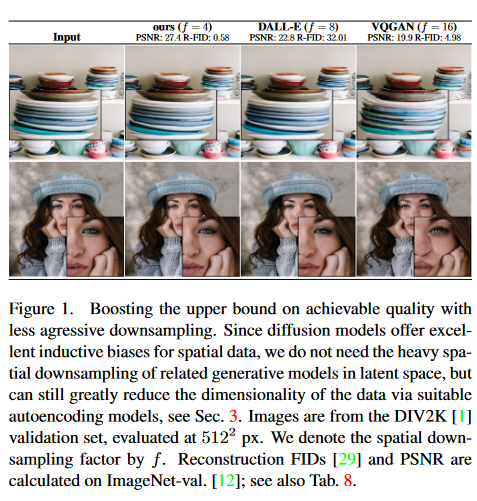 Input
ours (f = 4)
PSNR: 27.4 R-FID: 0.58
DALL-E (f = 8)
PSNR: 22.8 R-FID: 32.01
VQGAN (f = 16)
PSNR: 19.9 R-FID: 4.98
Figure 1. Boosting the upper bound on achievable quality with
less agressive downsampling. Since diffusion models offer excel-
lent inductive biases for spatial data, we do not need the heavy spa-
tial downsampling of related generative models in latent space, but
can still greatly reduce the dimensionality of the data via suitable
autoencoding models, see Sec. 3. Images are from the DIV2K [1]
validation set, evaluated at 512² px. We denote the spatial down-
sampling factor by f. Reconstruction FIDs [29] and PSNR are
calculated on ImageNet-val. [12]; see also Tab. 8.